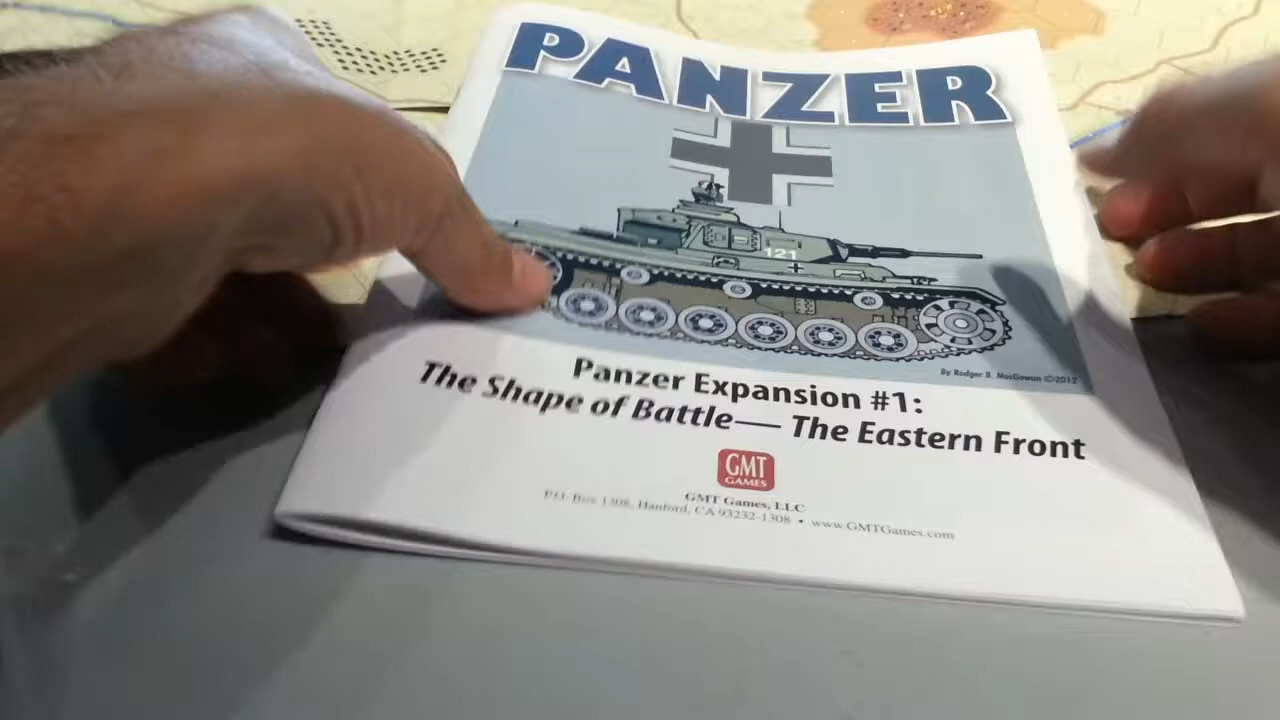 PANZER
121
By Rodger B. MacGowan ©2012
Panzer Expansion #1:
The Shape of Battle— The Eastern Front
GMT
GAMES
GMT Games, LLC
P.O. Box 1308, Hanford, CA 93232-1308 • www.GMTGames.com